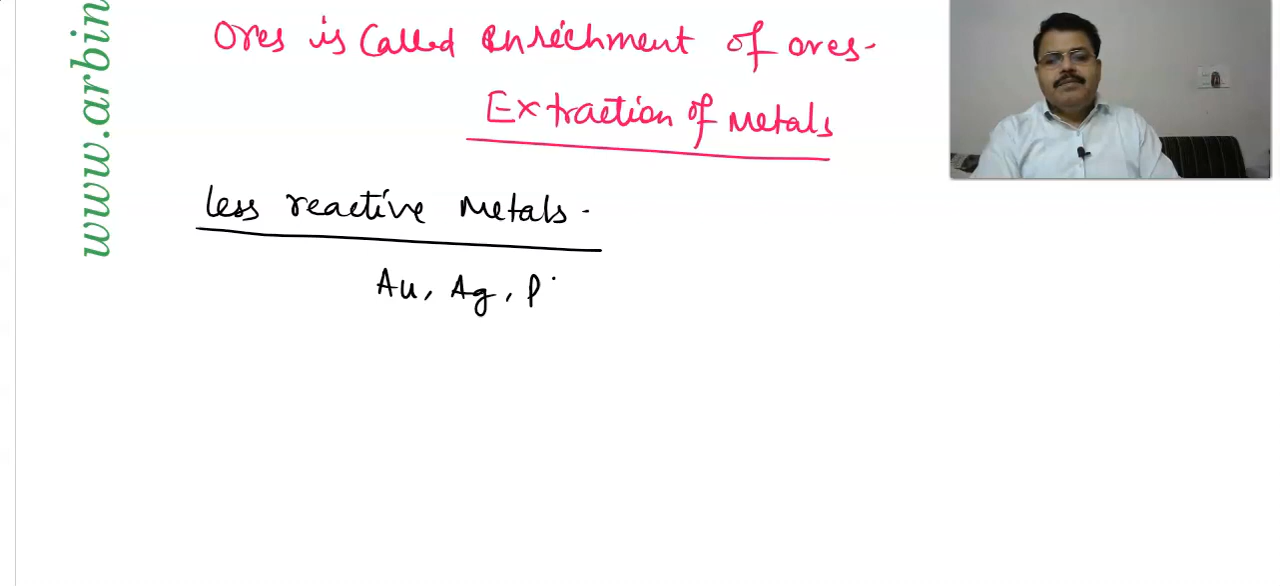 Ores is called Enrichment of ores.
Extraction of Metals
less reactive Metals.
Au, Ag, P
www.arbin